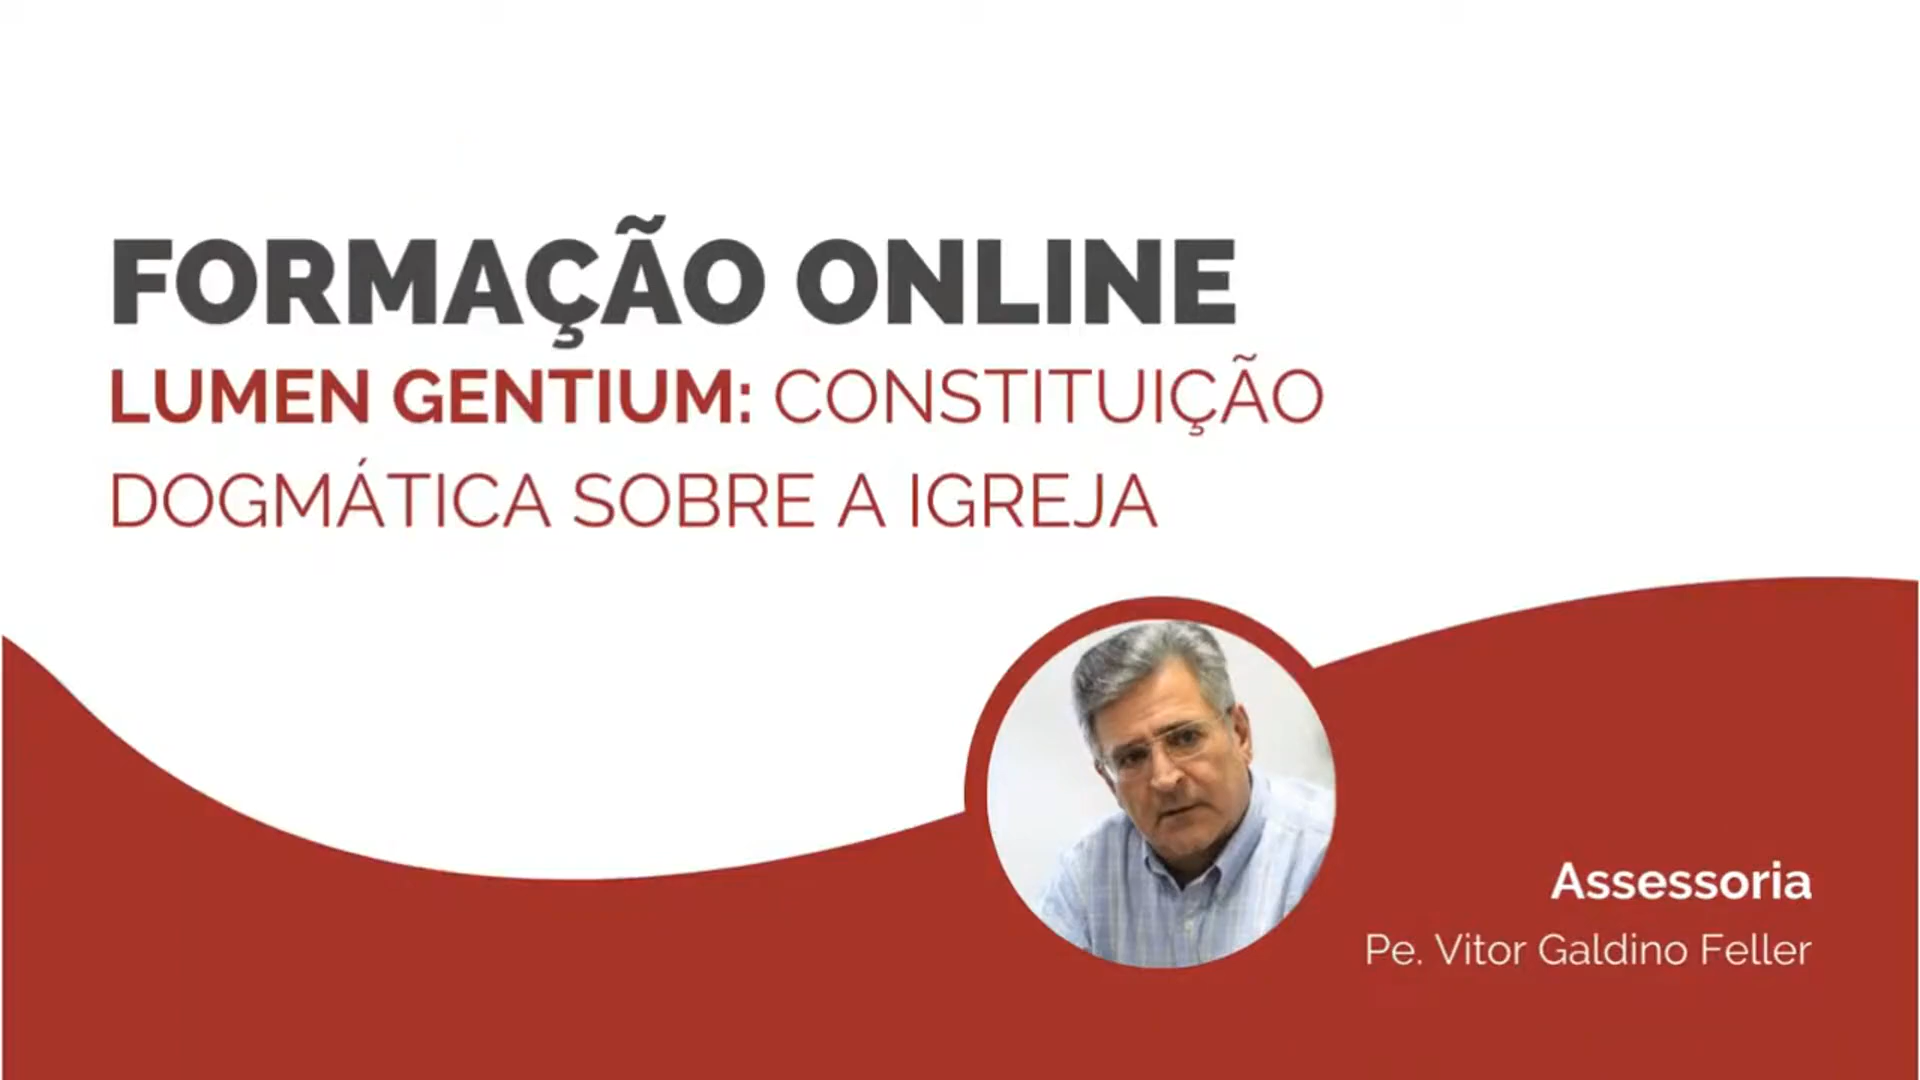 FORMAÇÃO ONLINE
LUMEN GENTIUM: CONSTITUIÇÃO
DOGMÁTICA SOBRE A IGREJA
Assessoria
Pe. Vitor Galdino Feller